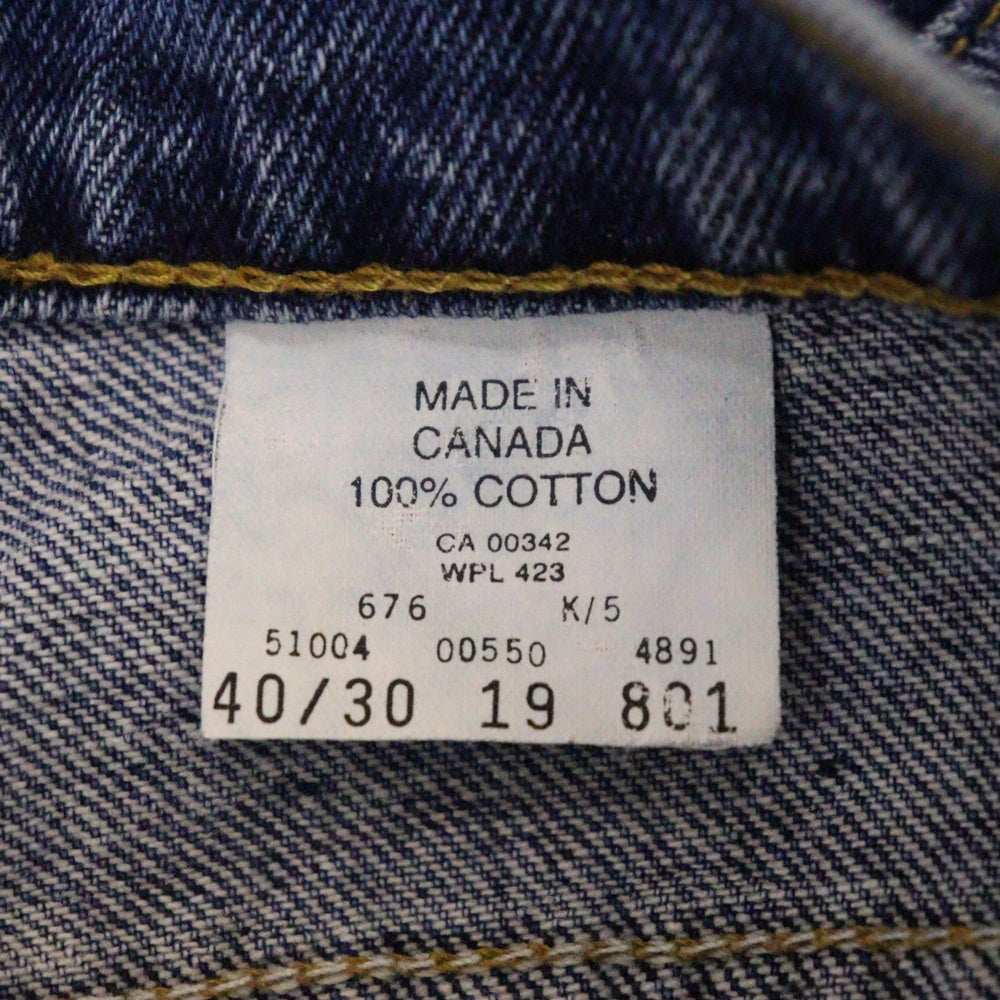 MADE IN
CANADA
100% COTTON
CA 00342
WPL 423
676 K/5
51004 00550 4891
40/30 19 801